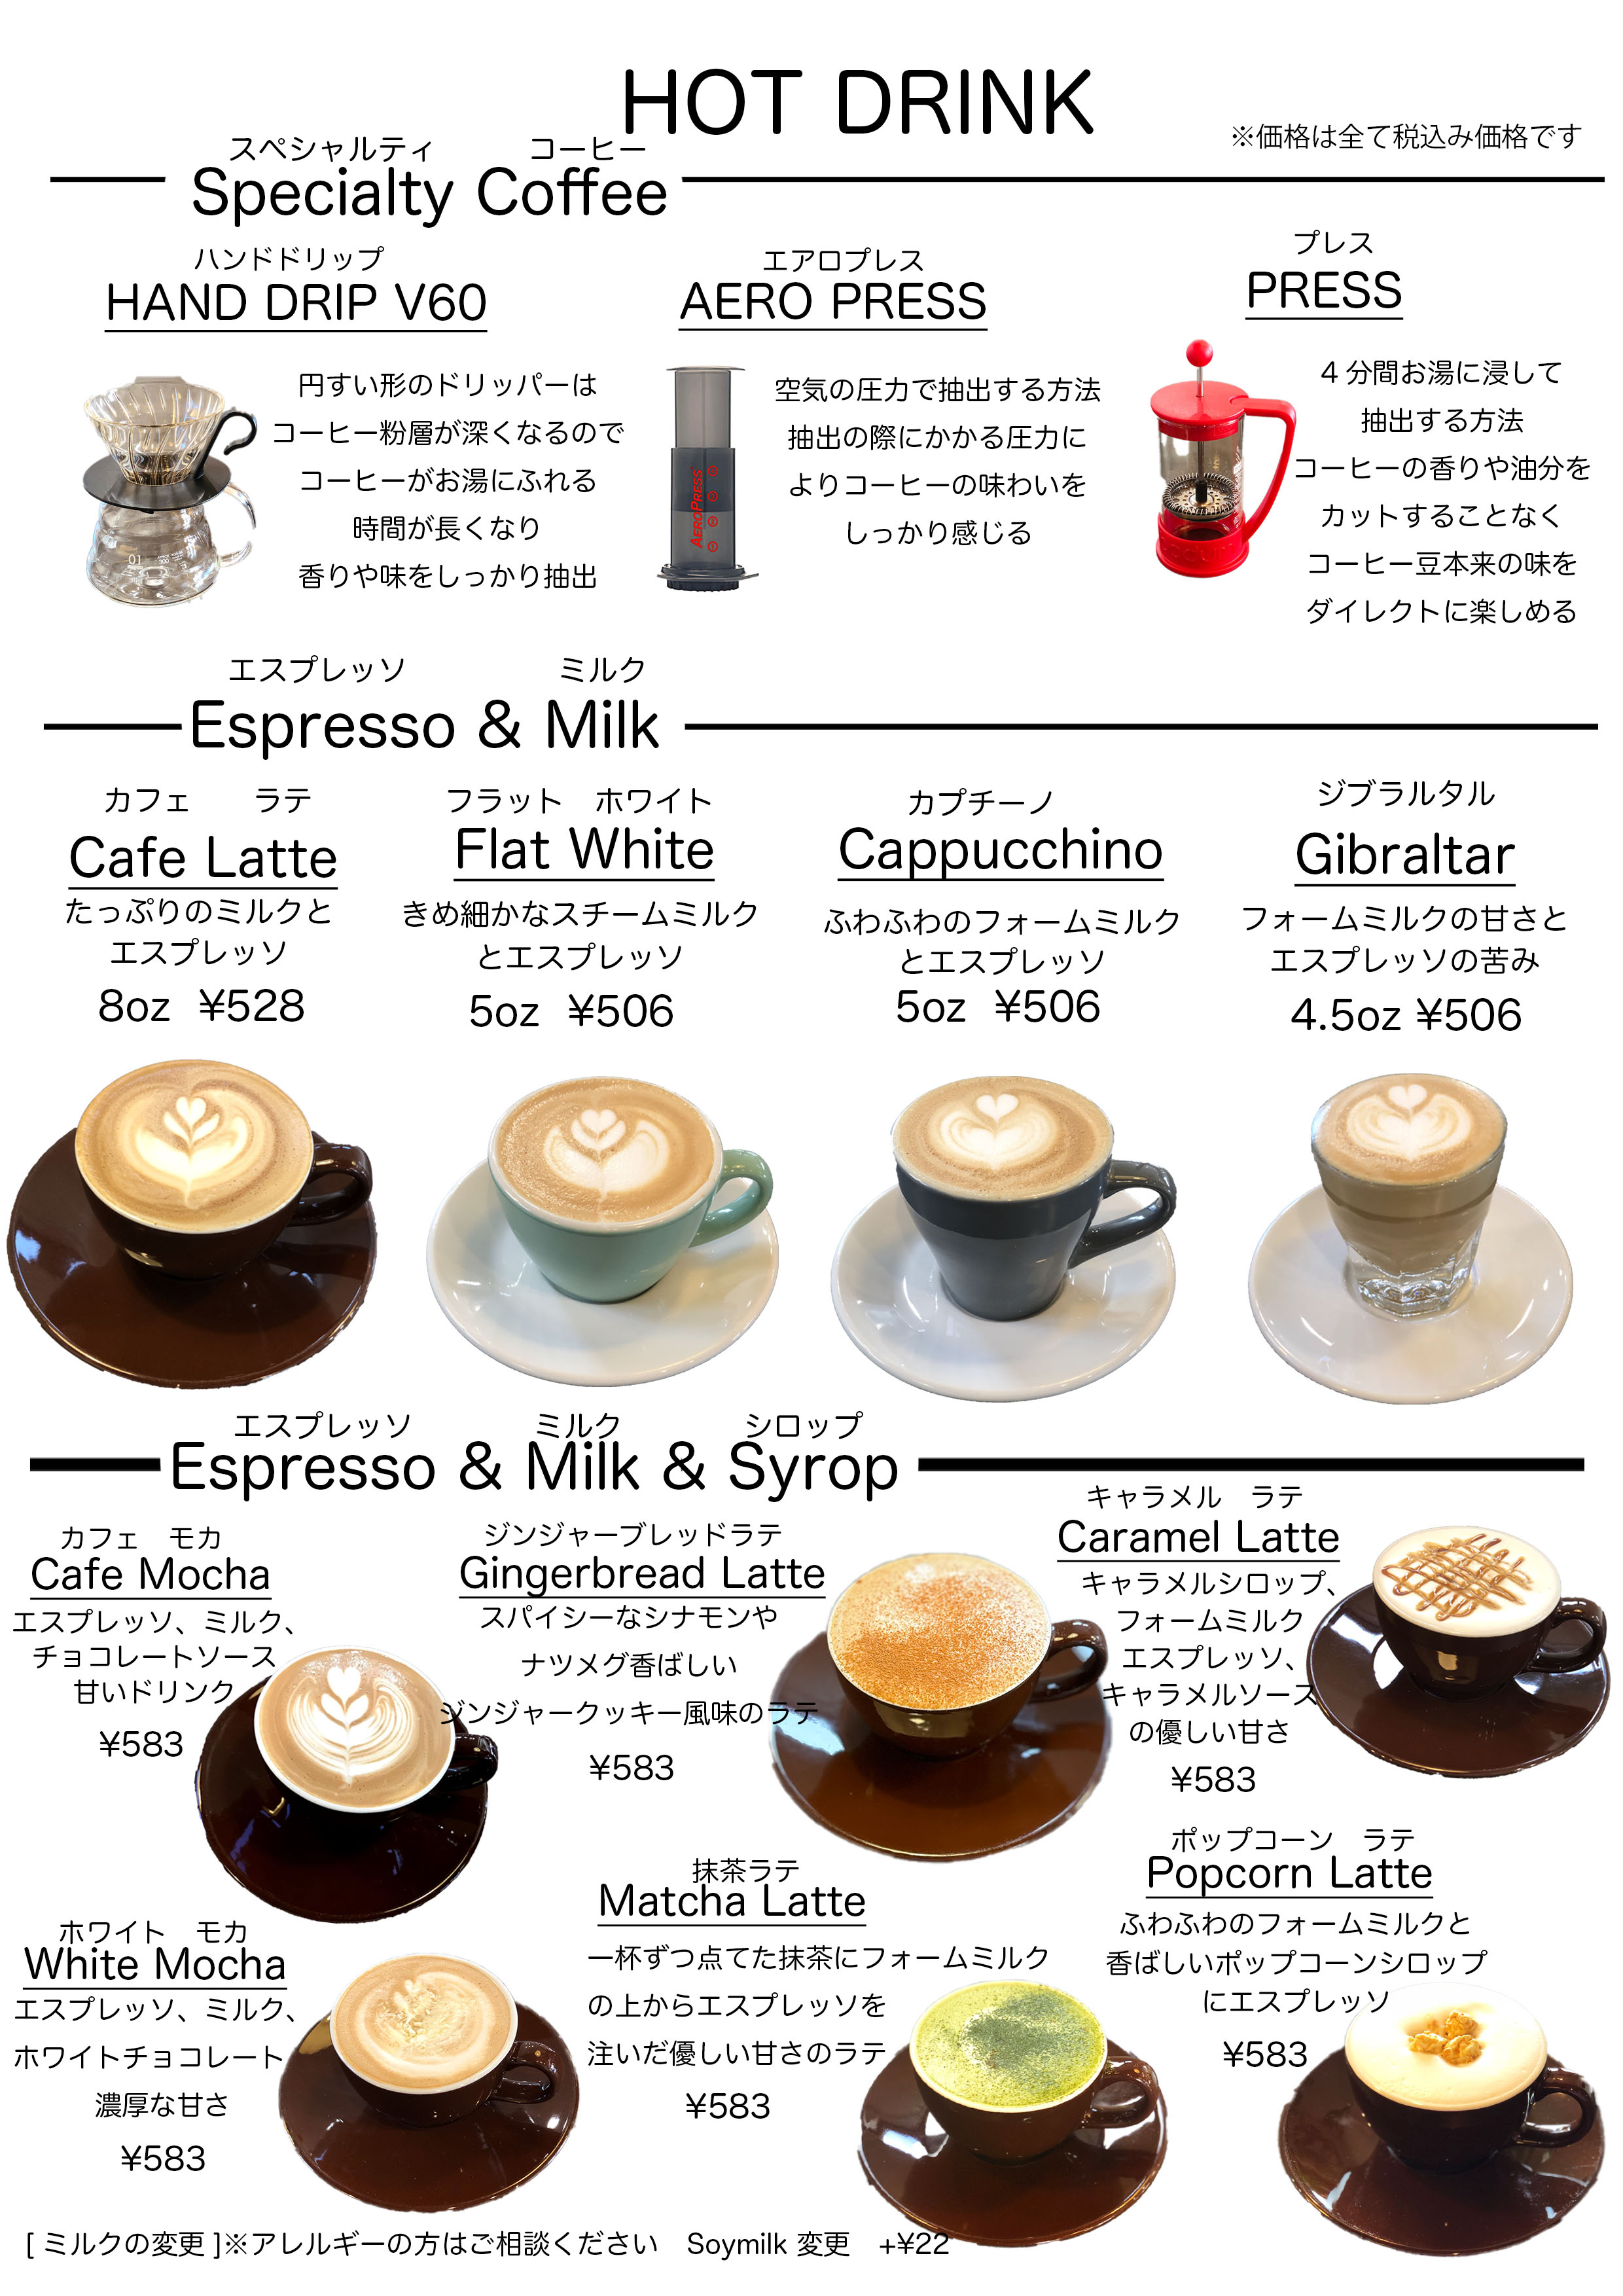 HOT DRINK
※価格は全て税込み価格です
スペシャルティ コーヒー
Specialty Coffee
ハンドドリップ
HAND DRIP V60
円すい形のドリッパーは
コーヒー粉層が深くなるので
コーヒーがお湯にふれる
時間が長くなり
香りや味をしっかり抽出
01
エアロプレス
AERO PRESS
空気の圧力で抽出する方法
抽出の際にかかる圧力に
よりコーヒーの味わいを
しっかり感じる
AEROPRESS
プレス
PRESS
4 分間お湯に浸して
抽出する方法
コーヒーの香りや油分を
カットすることなく
コーヒー豆本来の味を
ダイレクトに楽しめる
エスプレッソ ミルク
Espresso & Milk
カフェ ラテ
Cafe Latte
たっぷりのミルクと
エスプレッソ
8oz ¥528
フラット ホワイト
Flat White
きめ細かなスチームミルク
とエスプレッソ
5oz ¥506
カプチーノ
Cappucchino
ふわふわのフォームミルク
とエスプレッソ
5oz ¥506
ジブラルタル
Gibraltar
フォームミルクの甘さと
エスプレッソの苦み
4.5oz ¥506
エスプレッソ ミルク シロップ
Espresso & Milk & Syrop
カフェ モカ
Cafe Mocha
エスプレッソ、ミルク、
チョコレートソース
甘いドリンク
¥583
ジンジャーブレッドラテ
Gingerbread Latte
スパイシーなシナモンや
ナツメグ香ばしい
ジンジャークッキー風味のラテ
¥583
キャラメル ラテ
Caramel Latte
キャラメルシロップ、
フォームミルク
エスプレッソ、
キャラメルソース
の優しい甘さ
¥583
ホワイト モカ
White Mocha
エスプレッソ、ミルク、
ホワイトチョコレート
濃厚な甘さ
¥583
抹茶ラテ
Matcha Latte
一杯ずつ点てた抹茶にフォームミルク
の上からエスプレッソを
注いだ優しい甘さのラテ
¥583
ポップコーン ラテ
Popcorn Latte
ふわふわのフォームミルクと
香ばしいポップコーンシロップ
にエスプレッソ
¥583
[ ミルクの変更 ]※アレルギーの方はご相談ください Soymilk 変更 +¥22